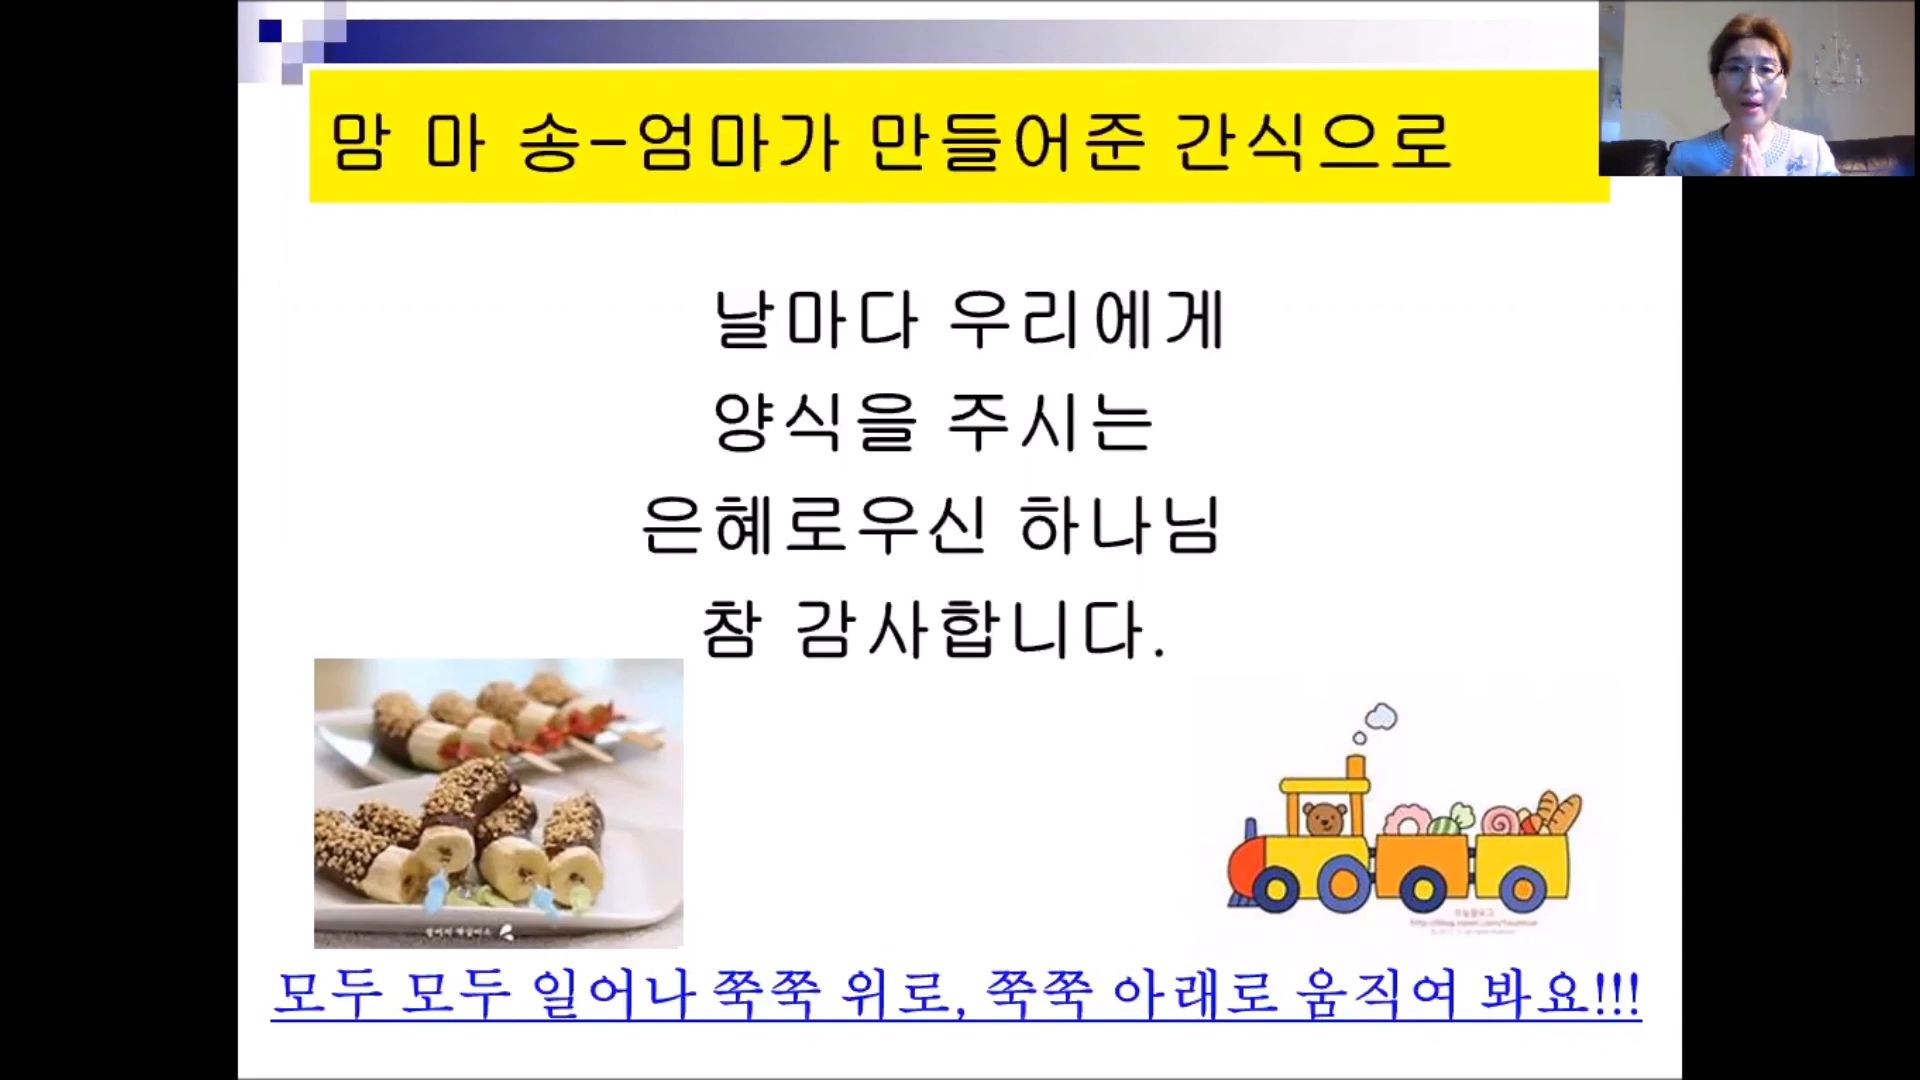 맘 마 송-엄마가 만들어준 간식으로
날마다 우리에게
양식을 주시는
은혜로우신 하나님
참 감사합니다.
모두 모두 일어나 쭉쭉 위로, 쭉쭉 아래로 움직여 봐요!!!